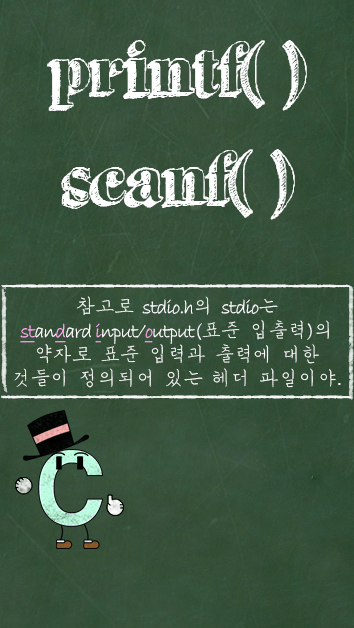 printf( )
scanf( )
참고로 stdio.h의 stdio는
standard input/output(표준 입출력)의
약자로 표준 입력과 출력에 대한
것들이 정의되어 있는 헤더 파일이야.
C